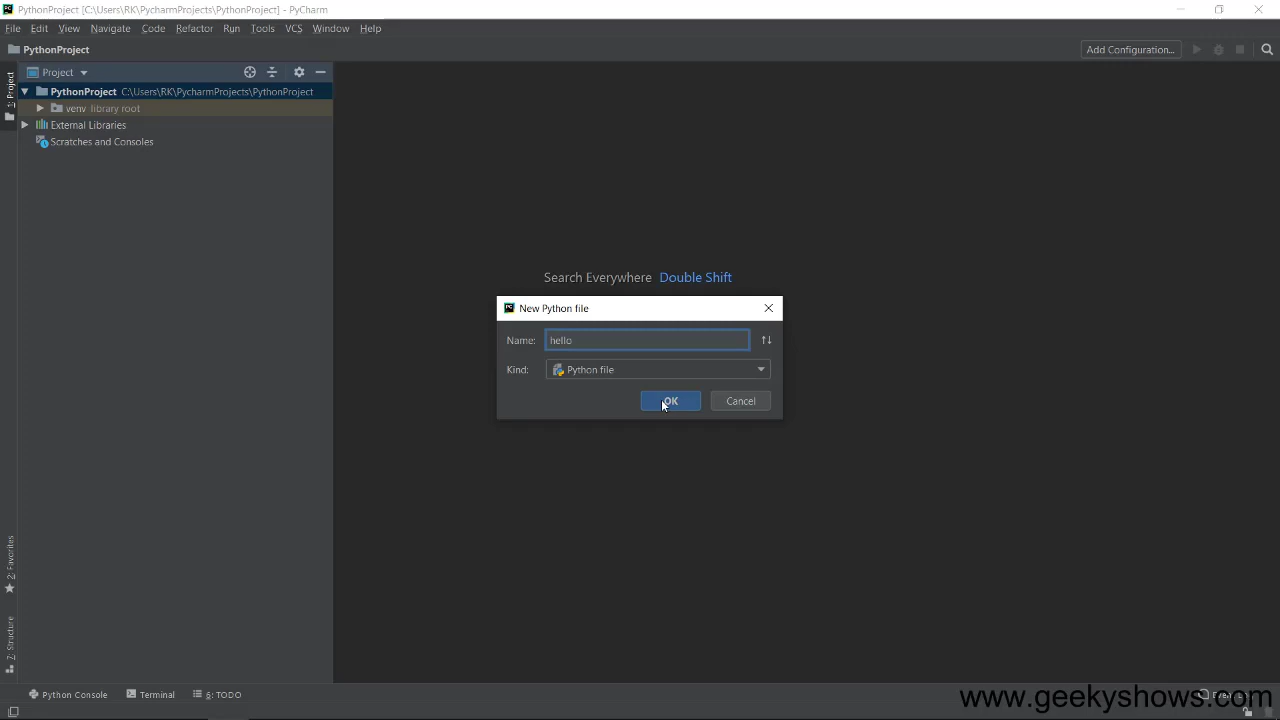 PythonProject [C:\Users\RK\PycharmProjects\PythonProject] - PyCharm
File Edit View Navigate Code Refactor Run Tools VCS Window Help
PythonProject
Add Configuration...
1: Project
Project
PythonProject C:\Users\RK\PycharmProjects\PythonProject
venv library root
External Libraries
Scratches and Consoles
Search Everywhere Double Shift
New Python file
Name: hello
Kind: Python file
OK Cancel
2: Favorites
7: Structure
Python Console Terminal 6: TODO
www.geekyshows.com